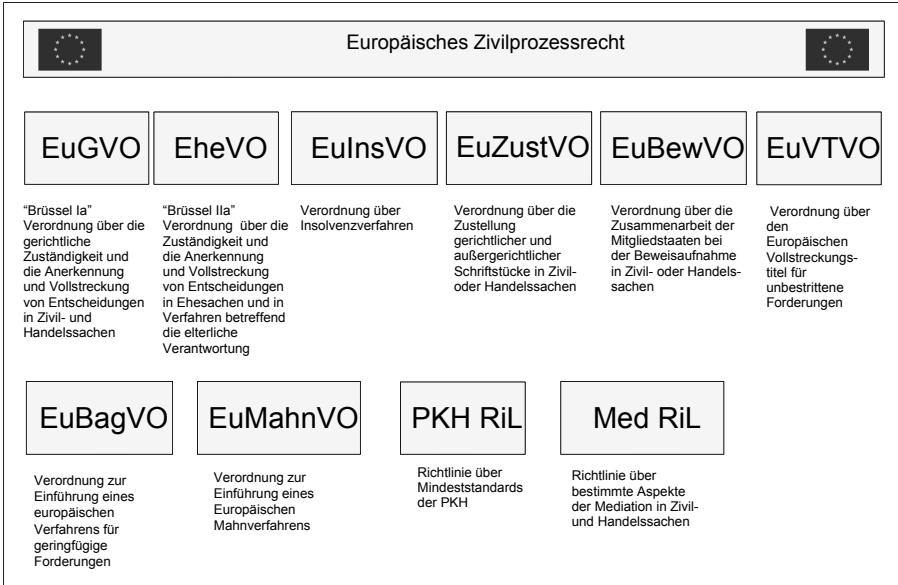 Europäisches Zivilprozessrecht
EuGVO
EheVO
EuInsVO
EuZustVO
EuBewVO
EuVTVO
“Brüssel Ia”
Verordnung über die
gerichtliche
Zuständigkeit und
die Anerkennung
und Vollstreckung
von Entscheidungen
in Zivil- und
Handelssachen
“Brüssel IIa”
Verordnung über die
Zuständigkeit und
die Anerkennung
und Vollstreckung
von Entscheidungen
in Ehesachen und in
Verfahren betreffend
die elterliche
Verantwortung
Verordnung über
Insolvenzverfahren
Verordnung über die
Zustellung
gerichtlicher und
außergerichtlicher
Schriftstücke in Zivil-
oder Handelssachen
Verordnung über die
Zusammenarbeit der
Mitgliedstaaten bei
der Beweisaufnahme
in Zivil- oder Handels-
sachen
Verordnung über
den
Europäischen
Vollstreckungs-
titel für
unbestrittene
Forderungen
EuBagVO
EuMahnVO
PKH RiL
Med RiL
Verordnung zur
Einführung eines
europäischen
Verfahrens für
geringfügige
Forderungen
Verordnung zur
Einführung eines
Europäischen
Mahnverfahrens
Richtlinie über
Mindeststandards
der PKH
Richtlinie über
bestimmte Aspekte
der Mediation in Zivil-
und Handelssachen